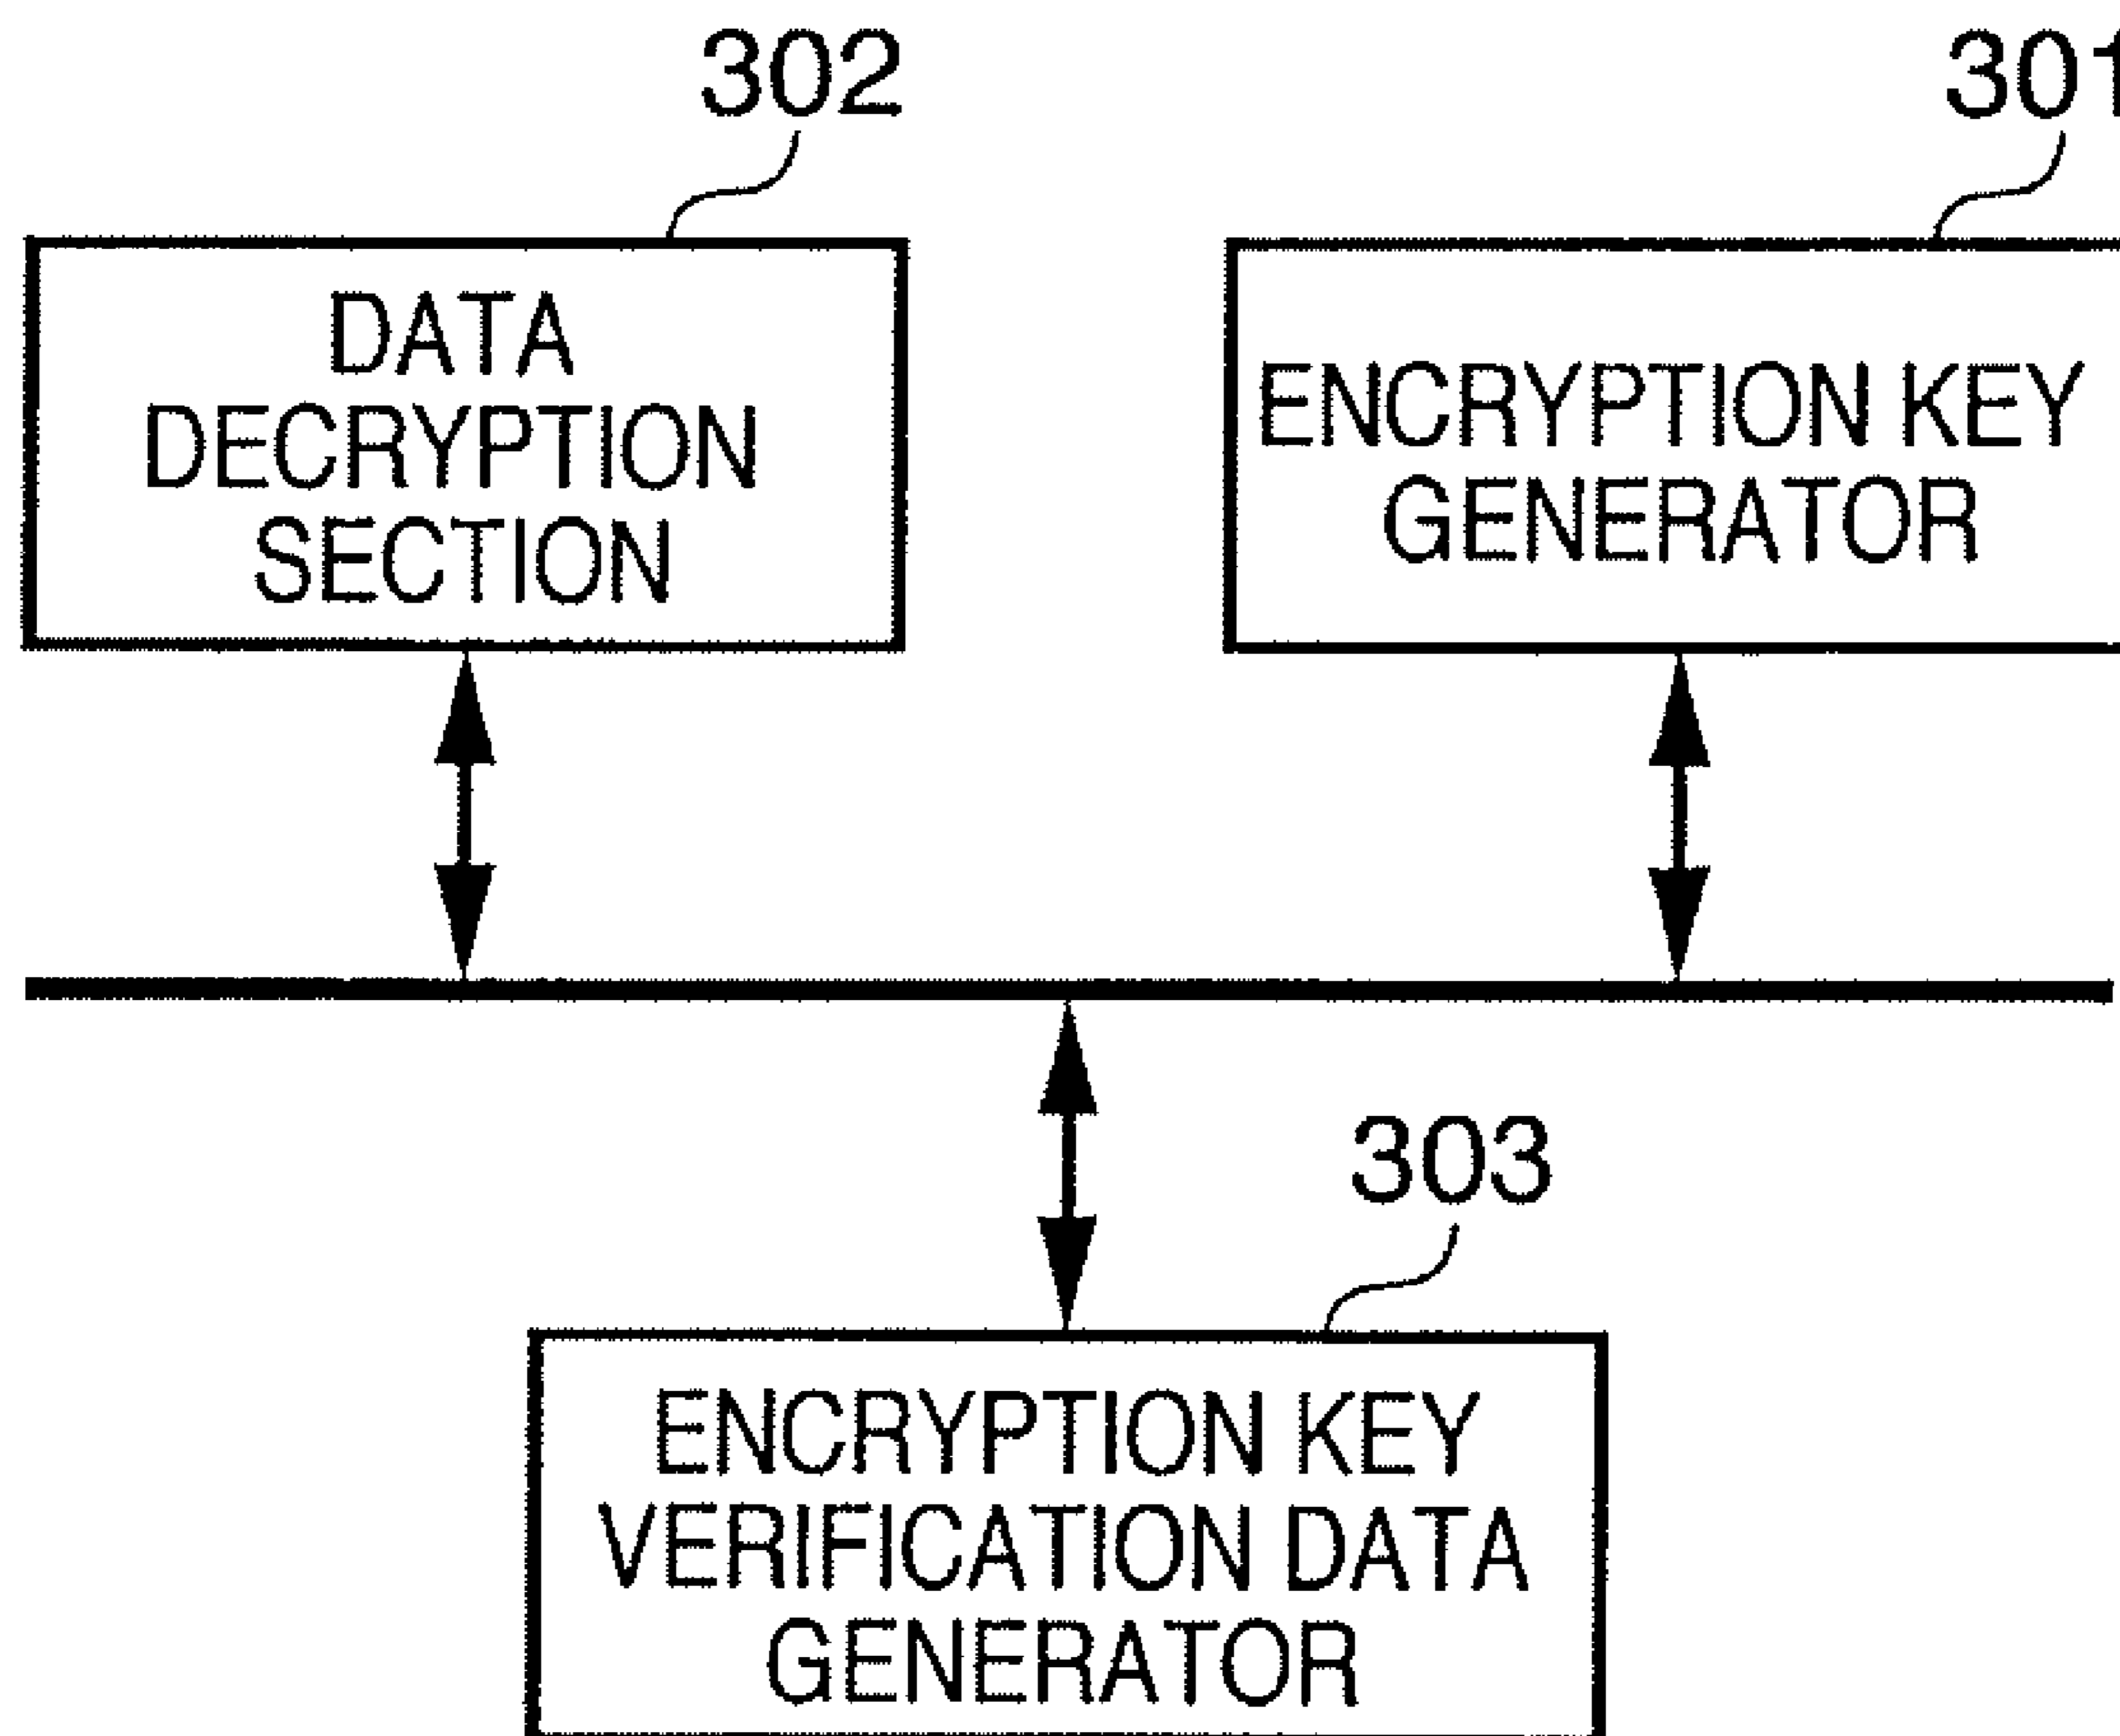 302
301
DATA
DECRYPTION
SECTION
ENCRYPTION KEY
GENERATOR
303
ENCRYPTION KEY
VERIFICATION DATA
GENERATOR